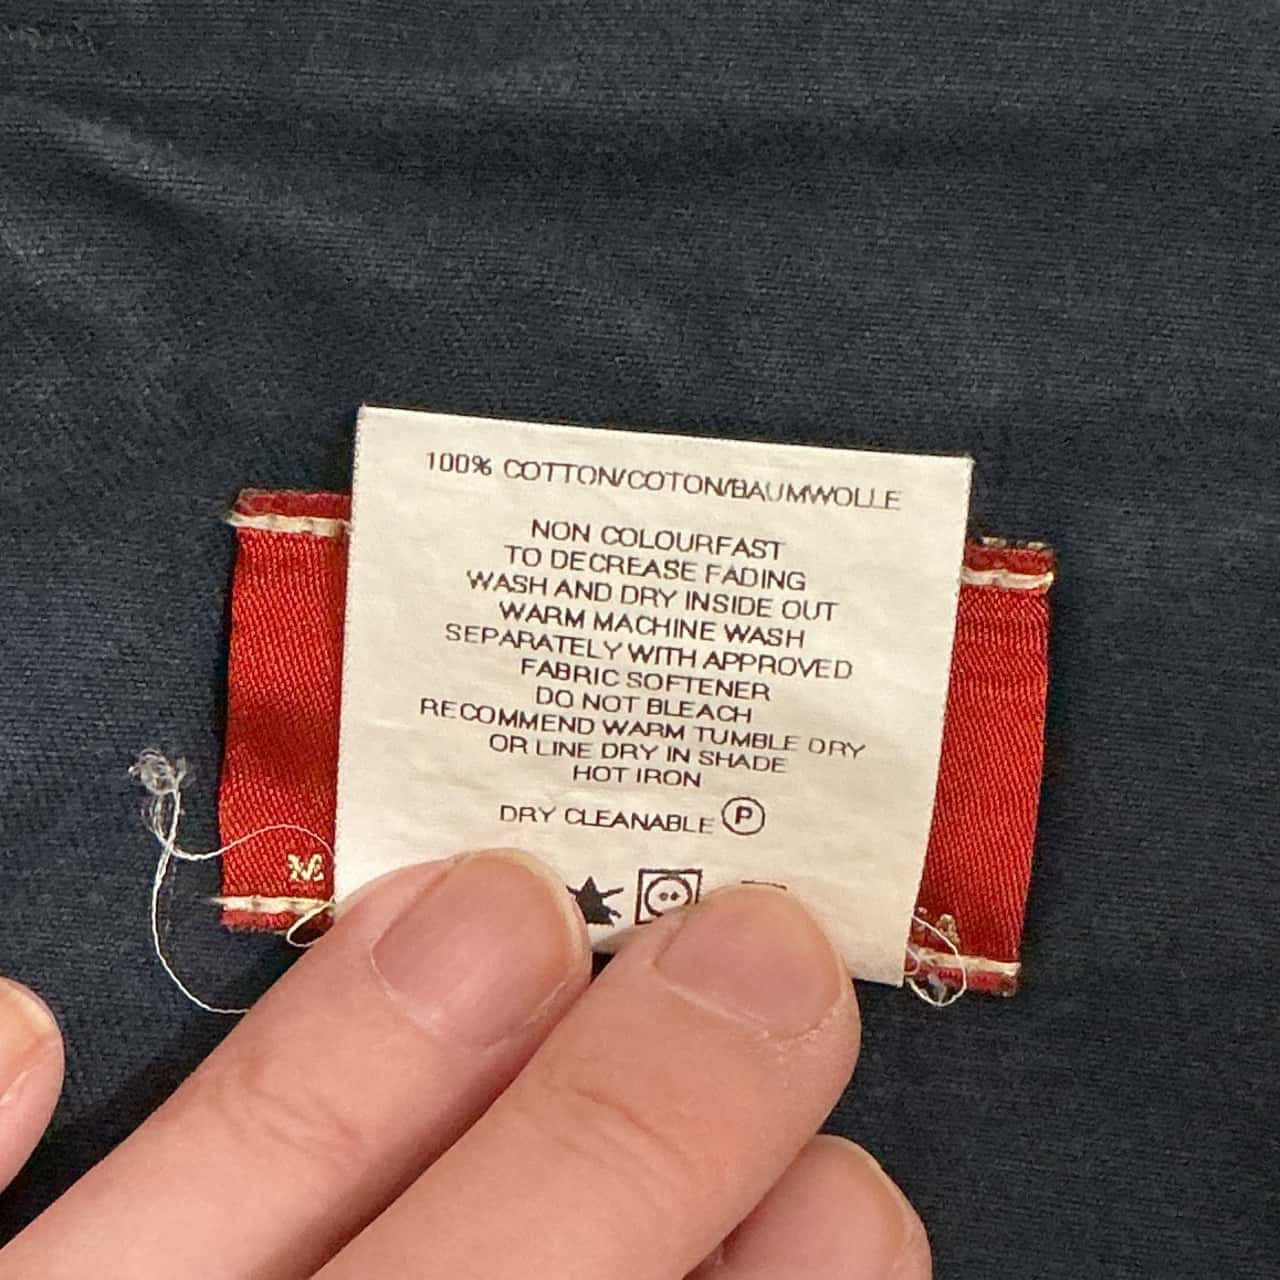 100% COTTON/COTON/BAUMWOLLE
NON COLOURFAST
TO DECREASE FADING
WASH AND DRY INSIDE OUT
WARM MACHINE WASH
SEPARATELY WITH APPROVED
FABRIC SOFTENER
DO NOT BLEACH
RECOMMEND WARM TUMBLE DRY
OR LINE DRY IN SHADE
HOT IRON
DRY CLEANABLE P
M